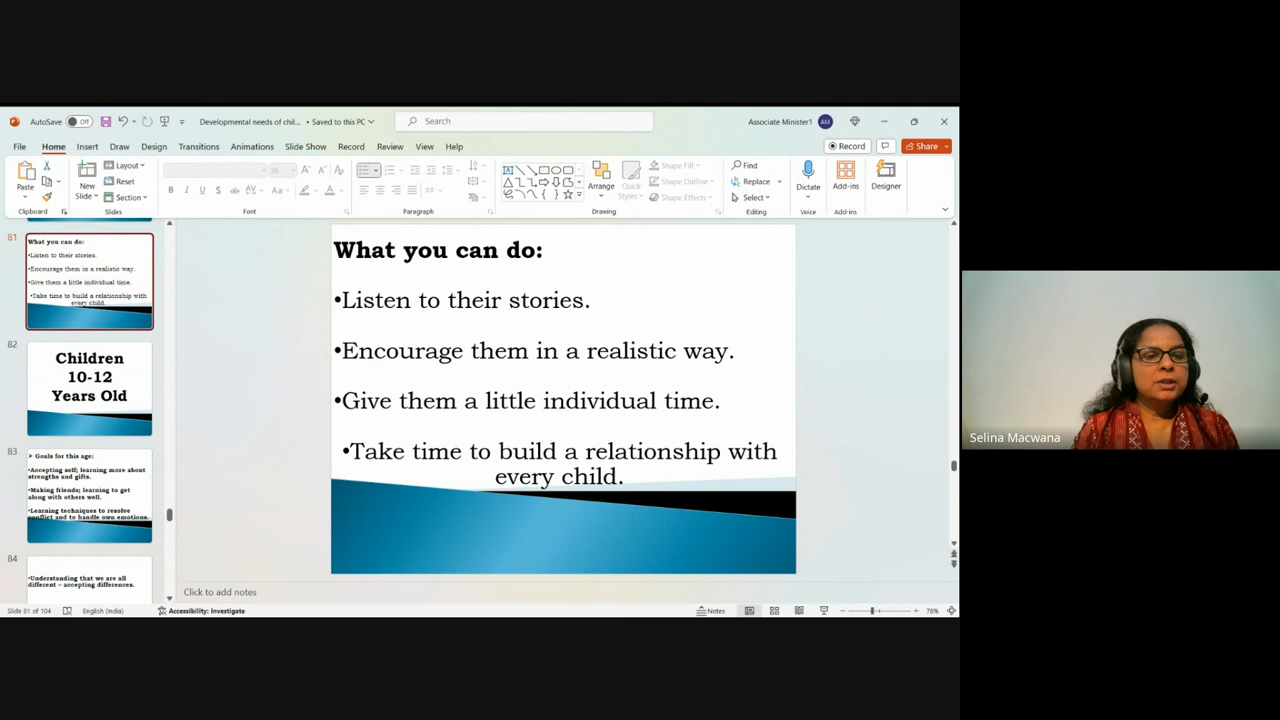 AutoSave Off Developmental needs of chil... • Saved to this PC Search Associate Minister1 AM
File Home Insert Draw Design Transitions Animations Slide Show Record Review View Help Record Share
Paste New Slide Layout Reset Section 38 B I U S ab AV Aa A Arrange Quick Styles Shape Fill Shape Outline Shape Effects Find Replace Select Dictate Add-ins Designer
Clipboard Slides Font Paragraph Drawing Editing Voice Add-ins
81
What you can do:
•Listen to their stories.
•Encourage them in a realistic way.
•Give them a little individual time.
•Take time to build a relationship with
every child.
82
Children
10-12
Years Old
83
➢ Goals for this age:
•Accepting self; learning more about
strengths and gifts.
•Making friends; learning to get
along with others well.
•Learning techniques to resolve
conflict and to handle own emotions.
84
•Understanding that we are all
different – accepting differences.
What you can do:
•Listen to their stories.
•Encourage them in a realistic way.
•Give them a little individual time.
•Take time to build a relationship with
every child.
Click to add notes
Slide 81 of 104 English (India) Accessibility: Investigate Notes 78%
Selina Macwana